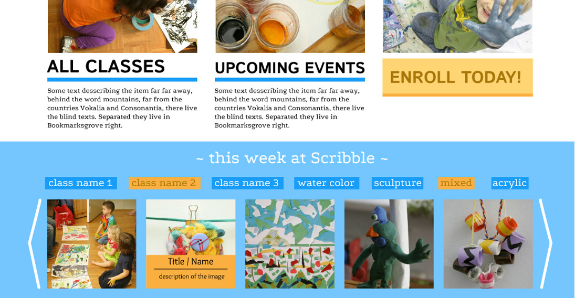 ALL CLASSES
Some text desscribing the item far far away,
behind the word mountains, far from the
countries Vokalia and Consonantia, there live
the blind texts. Separated they live in
Bookmarksgrove right.
UPCOMING EVENTS
Some text desscribing the item far far away,
behind the word mountains, far from the
countries Vokalia and Consonantia, there live
the blind texts. Separated they live in
Bookmarksgrove right.
ENROLL TODAY!
~ this week at Scribble ~
class name 1 class name 2 class name 3 water color sculpture mixed acrylic
Title / Name
description of the image